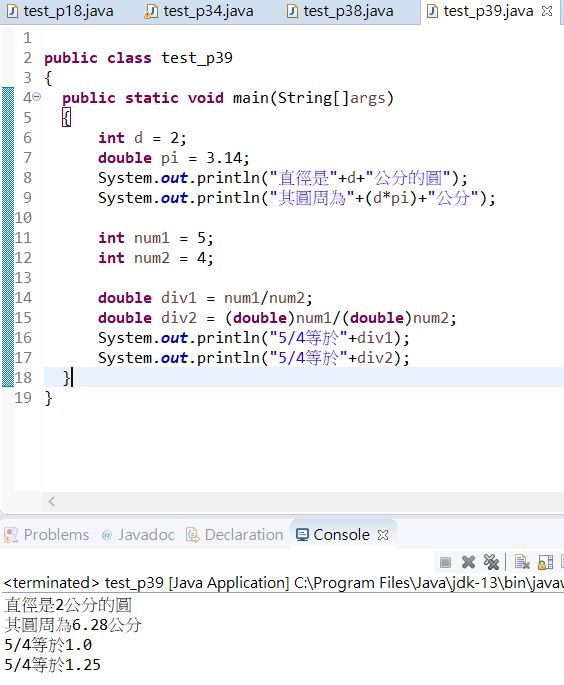 test_p18.java test_p34.java test_p38.java test_p39.java
1
2 public class test_p39
3 {
4 public static void main(String[]args)
5 {
6 int d = 2;
7 double pi = 3.14;
8 System.out.println("直徑是"+d+"公分的圓");
9 System.out.println("其圓周為"+(d*pi)+"公分");
10
11 int num1 = 5;
12 int num2 = 4;
13
14 double div1 = num1/num2;
15 double div2 = (double)num1/(double)num2;
16 System.out.println("5/4等於"+div1);
17 System.out.println("5/4等於"+div2);
18 }
19 }
Problems @ Javadoc Declaration Console
<terminated> test_p39 [Java Application] C:\Program Files\Java\jdk-13\bin\javaw
直徑是2公分的圓
其圓周為6.28公分
5/4等於1.0
5/4等於1.25